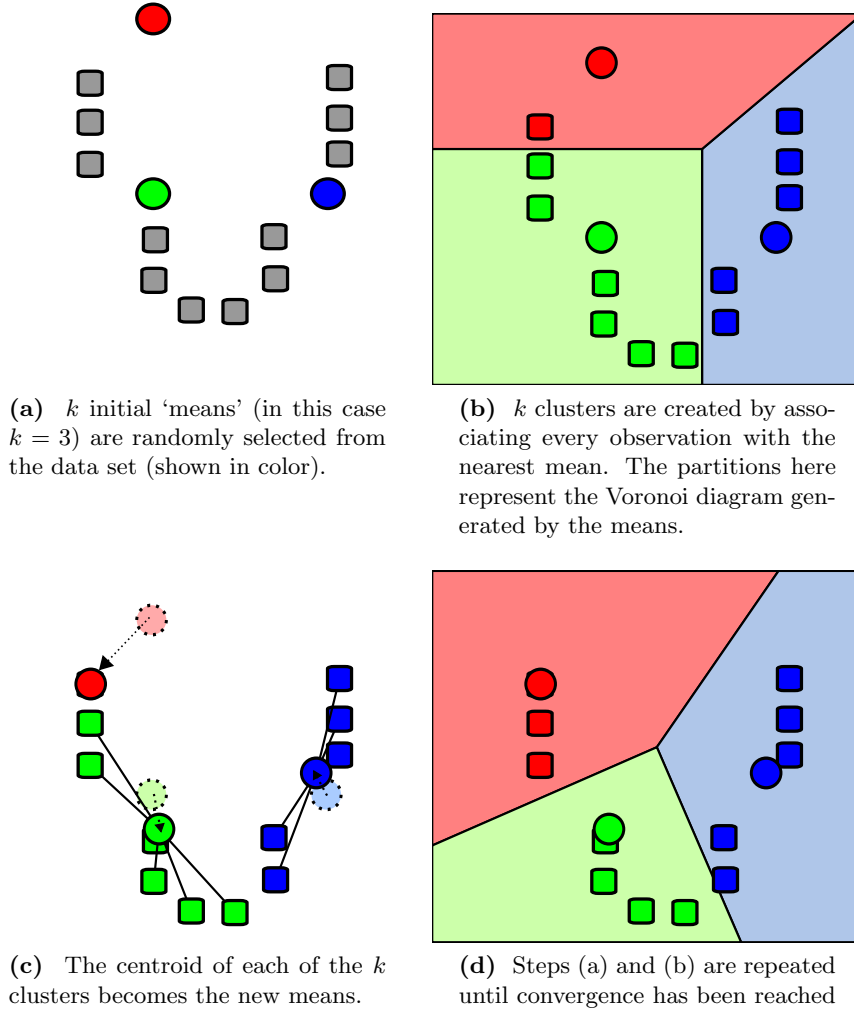 (a) k initial ‘means’ (in this case
k = 3) are randomly selected from
the data set (shown in color).
(b) k clusters are created by asso-
ciating every observation with the
nearest mean. The partitions here
represent the Voronoi diagram gen-
erated by the means.
(c) The centroid of each of the k
clusters becomes the new means.
(d) Steps (a) and (b) are repeated
until convergence has been reached